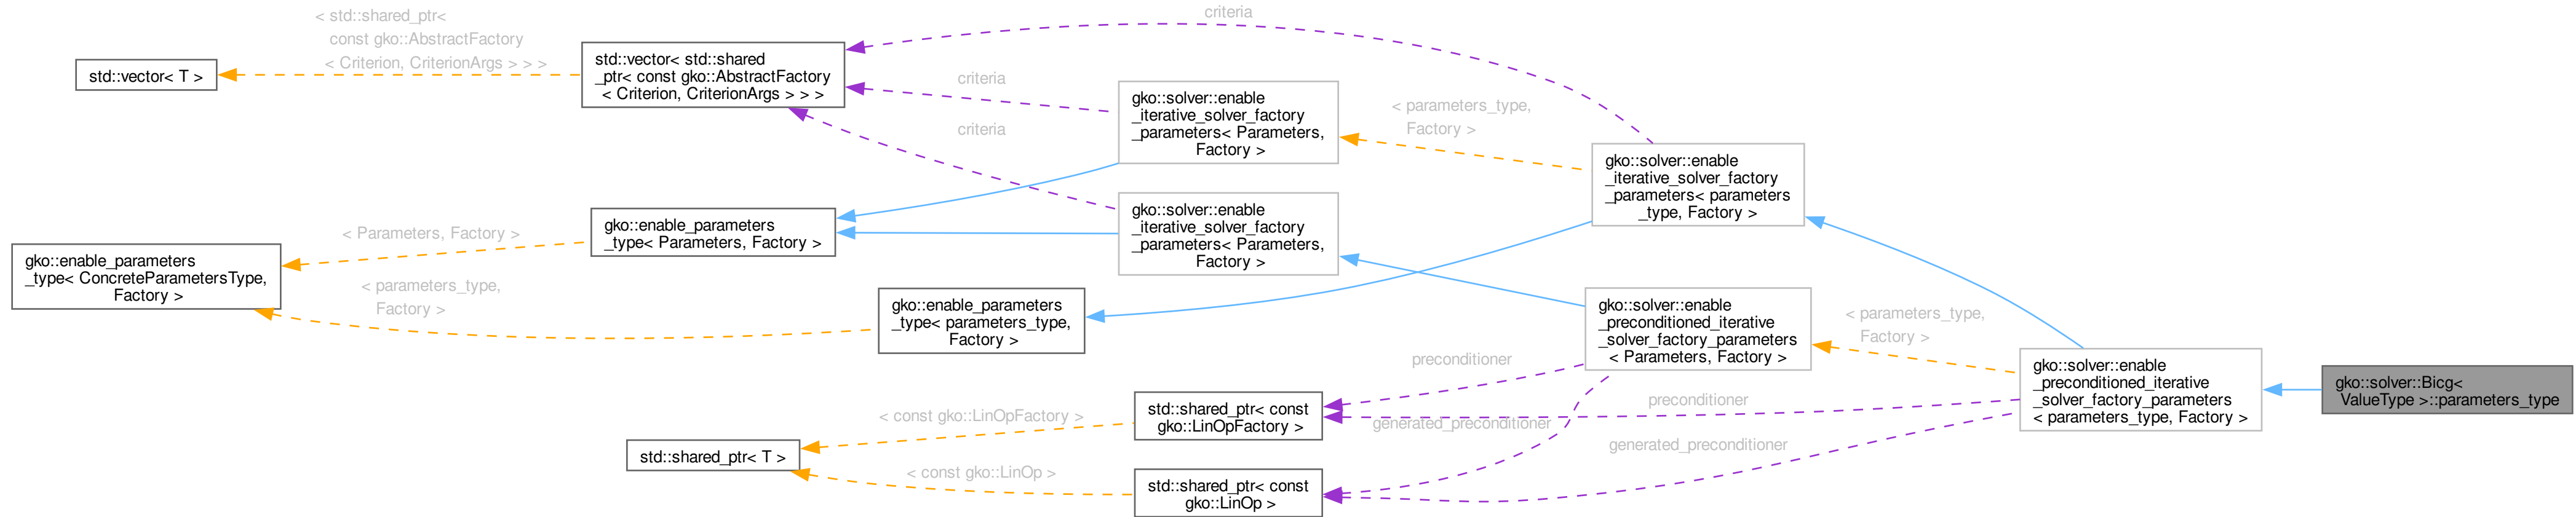 < std::shared_ptr<
const gko::AbstractFactory
< Criterion, CriterionArgs > > >
std::vector< T >
std::vector< std::shared
_ptr< const gko::AbstractFactory
< Criterion, CriterionArgs > > >
criteria
criteria
criteria
gko::solver::enable
_iterative_solver_factory
_parameters< Parameters,
Factory >
< parameters_type,
Factory >
gko::solver::enable
_iterative_solver_factory
_parameters< parameters
_type, Factory >
gko::enable_parameters
_type< ConcreteParametersType,
Factory >
< Parameters, Factory >
gko::enable_parameters
_type< Parameters, Factory >
gko::solver::enable
_iterative_solver_factory
_parameters< Parameters,
Factory >
< parameters_type,
Factory >
gko::enable_parameters
_type< parameters_type,
Factory >
gko::solver::enable
_preconditioned_iterative
_solver_factory_parameters
< Parameters, Factory >
< parameters_type,
Factory >
gko::solver::enable
_preconditioned_iterative
_solver_factory_parameters
< parameters_type, Factory >
gko::solver::Bicg<
ValueType >::parameters_type
preconditioner
preconditioner
generated_preconditioner
generated_preconditioner
std::shared_ptr< T >
< const gko::LinOpFactory >
std::shared_ptr< const
gko::LinOpFactory >
< const gko::LinOp >
std::shared_ptr< const
gko::LinOp >